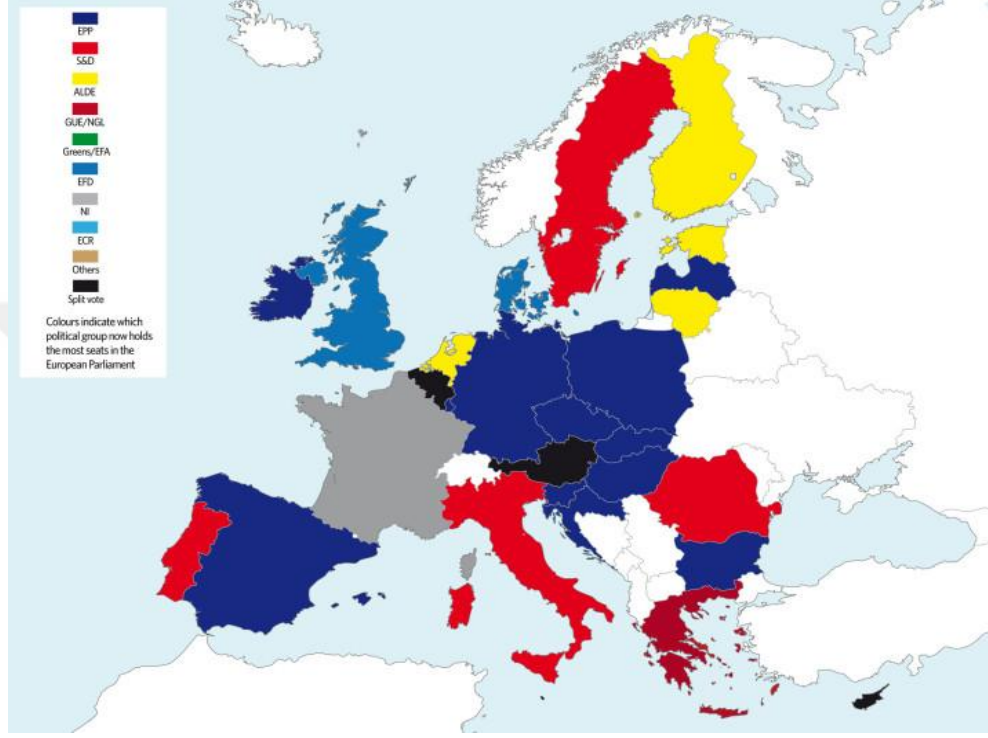 EPP
S&D
ALDE
GUE/NGL
Greens/EFA
EFD
NI
ECR
Others
Split vote
Colours indicate which
political group now holds
the most seats in the
European Parliament